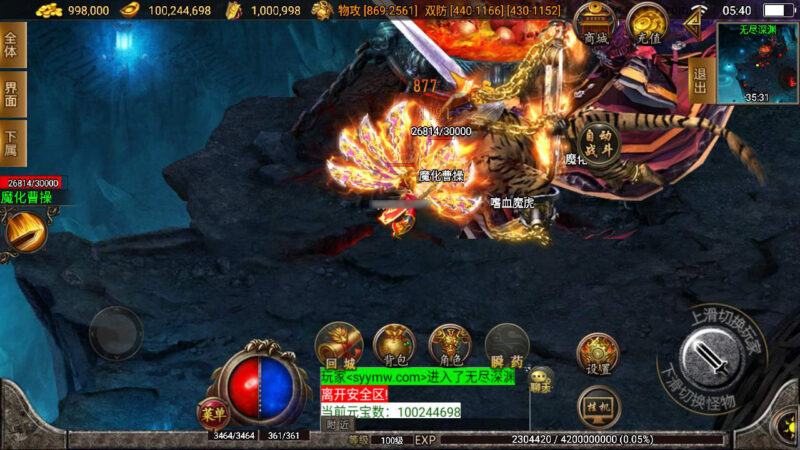 998,000 100,244,698 1,000,998 物攻 [869-2561] 双防 [440-1166] [430-1152] 05:40
商城 充值
全体
界面
下属
退出
无尽深渊
35:31
877
26814/30000
自动战斗
魔化
魔化曹操
嗜血魔虎
26814/30000
魔化曹操
上滑切换玩家
下滑切换怪物
回城 背包 角色 瞬药 设置
玩家<syymw.com>进入了无尽深渊
离开安全区!
当前元宝数：100244698
附近
聊天
挂机
菜单
3464/3464 361/361
等级 100级 EXP 2304420 / 4200000000 (0.05%)